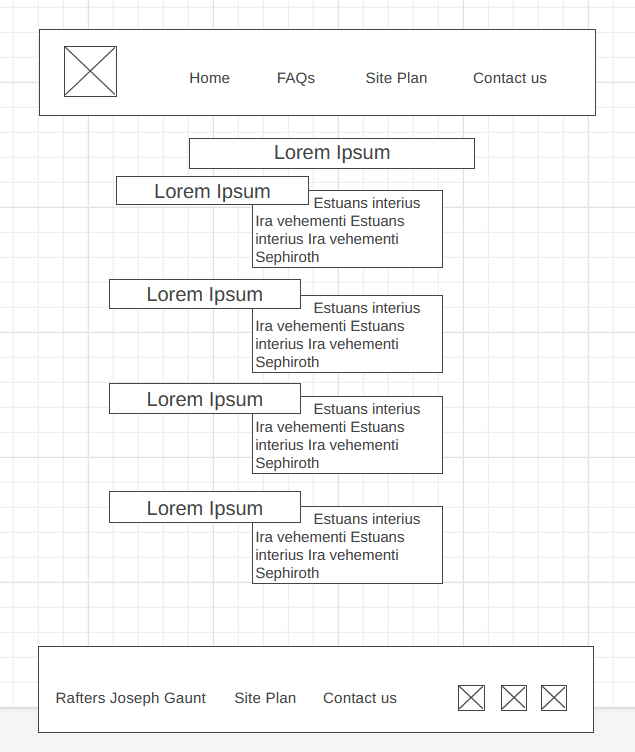 Home FAQs Site Plan Contact us
Lorem Ipsum
Lorem Ipsum
Estuans interius
Ira vehementi Estuans
interius Ira vehementi
Sephiroth
Lorem Ipsum
Estuans interius
Ira vehementi Estuans
interius Ira vehementi
Sephiroth
Lorem Ipsum
Estuans interius
Ira vehementi Estuans
interius Ira vehementi
Sephiroth
Lorem Ipsum
Estuans interius
Ira vehementi Estuans
interius Ira vehementi
Sephiroth
Rafters Joseph Gaunt Site Plan Contact us